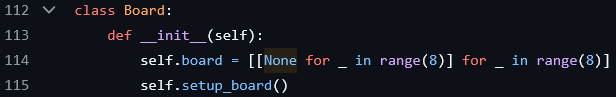 112 class Board:
113     def __init__(self):
114         self.board = [[None for _ in range(8)] for _ in range(8)]
115         self.setup_board()